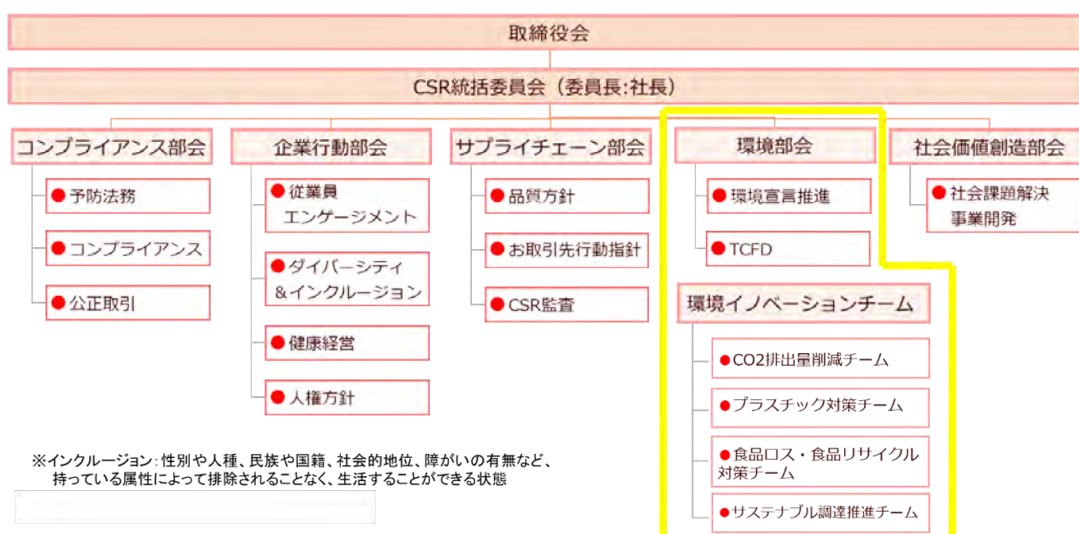 取締役会
CSR統括委員会（委員長:社長）
コンプライアンス部会
●予防法務
●コンプライアンス
●公正取引
企業行動部会
●従業員
エンゲージメント
●ダイバーシティ
＆インクルージョン
●健康経営
●人権方針
サプライチェーン部会
●品質方針
●お取引先行動指針
●CSR監査
環境部会
●環境宣言推進
●TCFD
環境イノベーションチーム
●CO2排出量削減チーム
●プラスチック対策チーム
●食品ロス・食品リサイクル
対策チーム
●サステナブル調達推進チーム
社会価値創造部会
●社会課題解決
事業開発
※インクルージョン：性別や人種、民族や国籍、社会的地位、障がいの有無など、
持っている属性によって排除されることなく、生活することができる状態